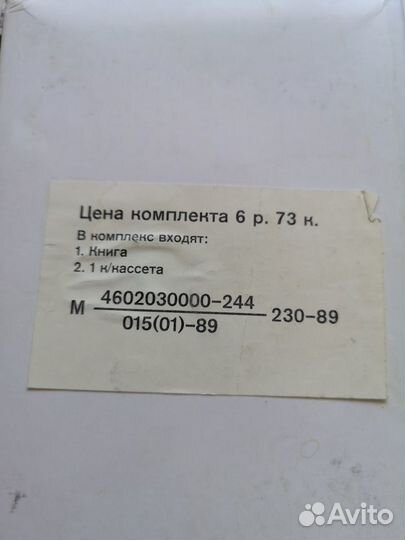 Цена комплекта 6 р. 73 к.
В комплекс входят:
1. Книга
2. 1 к/кассета
М 4602030000-244 230-89
015(01)-89
Avito